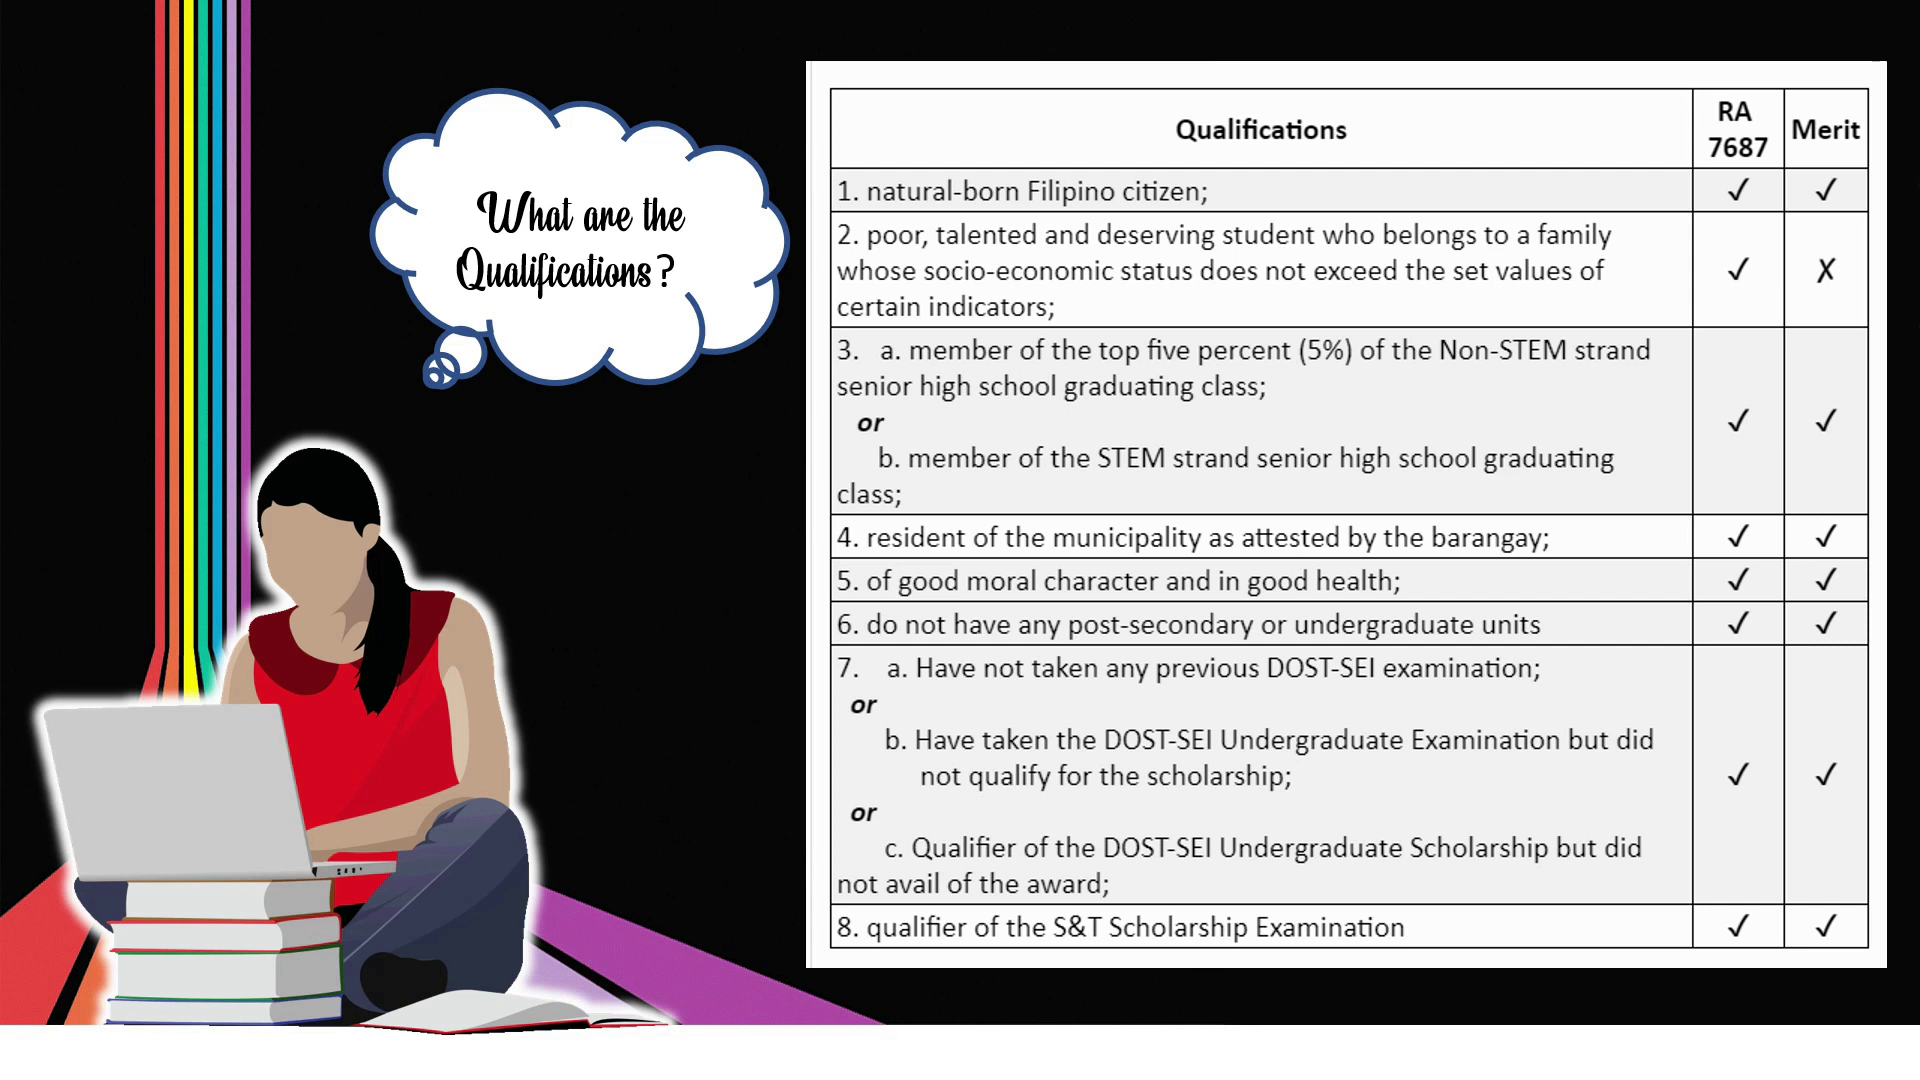 What are the
Qualifications?
Qualifications
RA
7687
Merit
1. natural-born Filipino citizen;
✓
✓
2. poor, talented and deserving student who belongs to a family
whose socio-economic status does not exceed the set values of
certain indicators;
✓
X
3. a. member of the top five percent (5%) of the Non-STEM strand
senior high school graduating class;
or
b. member of the STEM strand senior high school graduating
class;
✓
✓
4. resident of the municipality as attested by the barangay;
✓
✓
5. of good moral character and in good health;
✓
✓
6. do not have any post-secondary or undergraduate units
✓
✓
7. a. Have not taken any previous DOST-SEI examination;
or
b. Have taken the DOST-SEI Undergraduate Examination but did
not qualify for the scholarship;
or
c. Qualifier of the DOST-SEI Undergraduate Scholarship but did
not avail of the award;
✓
✓
8. qualifier of the S&T Scholarship Examination
✓
✓